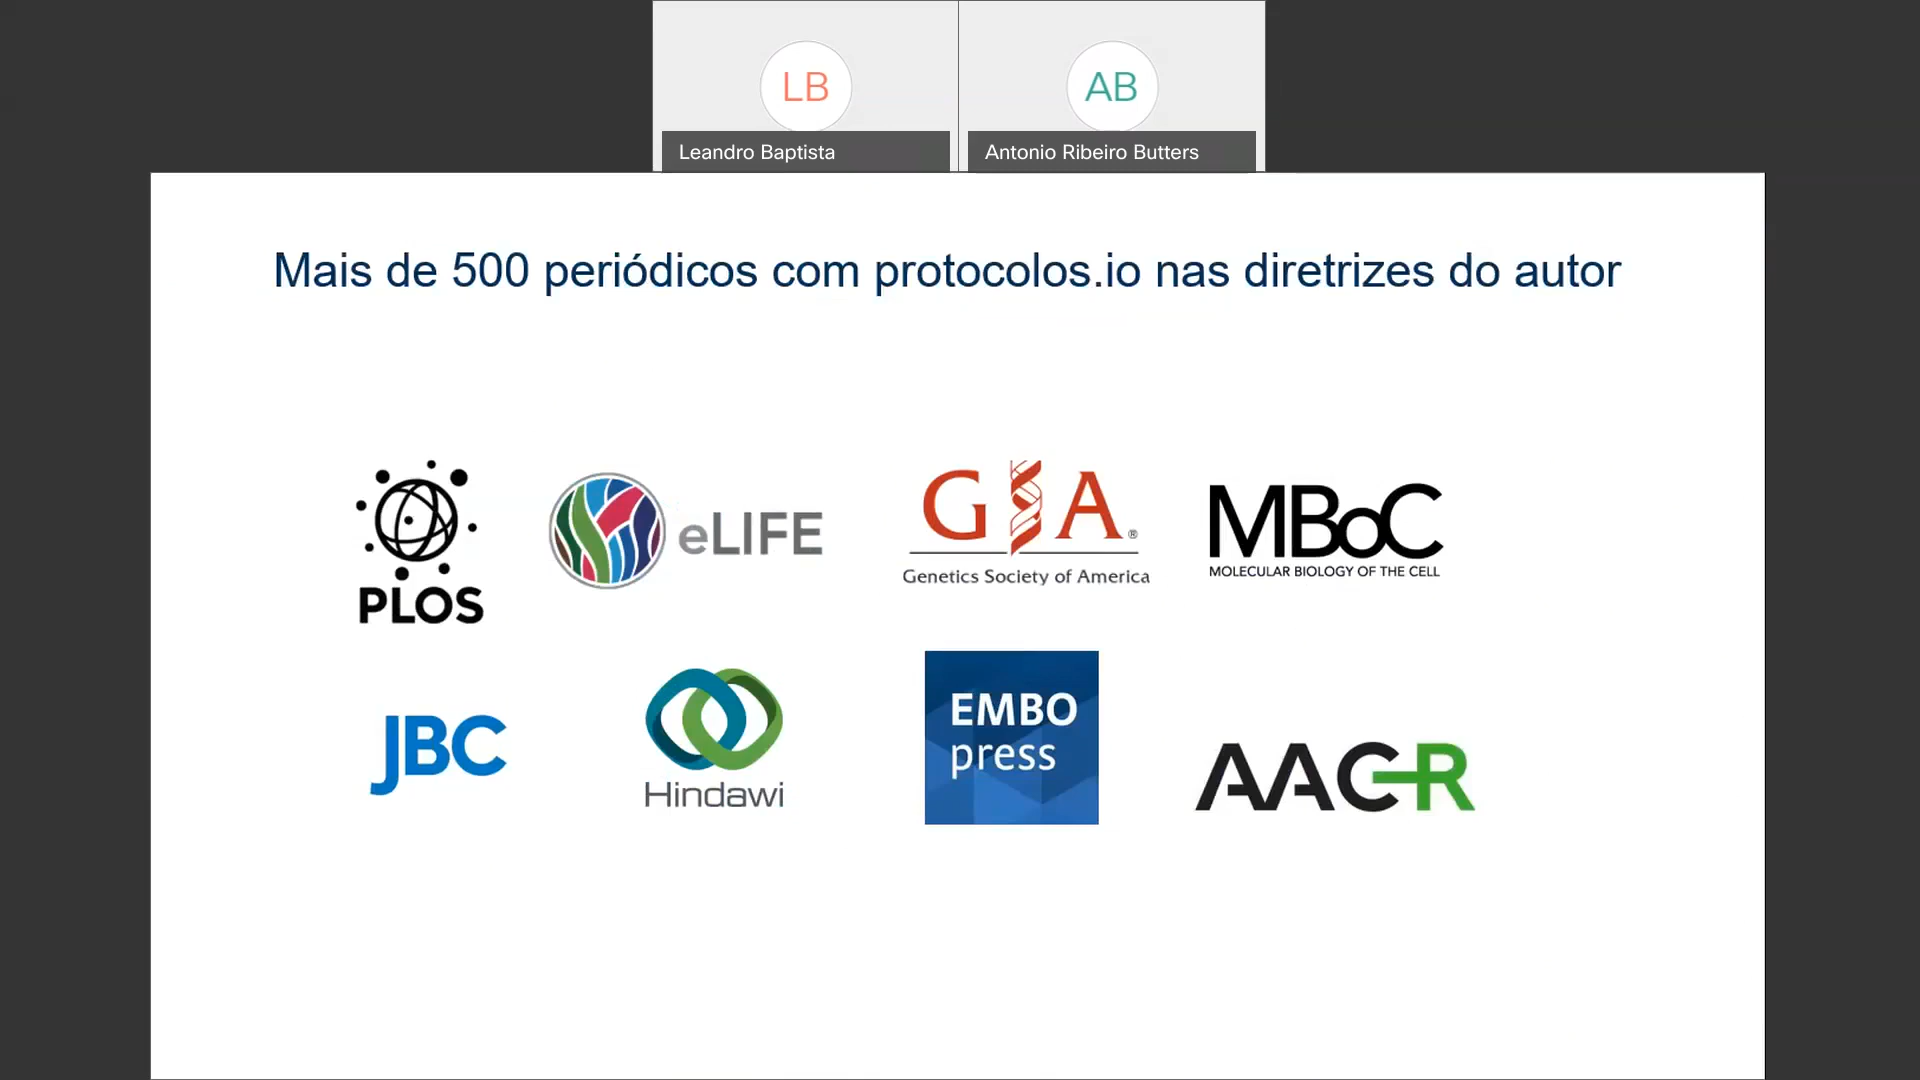 LB
AB
Leandro Baptista
Antonio Ribeiro Butters
Mais de 500 periódicos com protocolos.io nas diretrizes do autor
PLOS
eLIFE
GSA®
Genetics Society of America
MBoC
MOLECULAR BIOLOGY OF THE CELL
JBC
Hindawi
EMBO
press
AACR